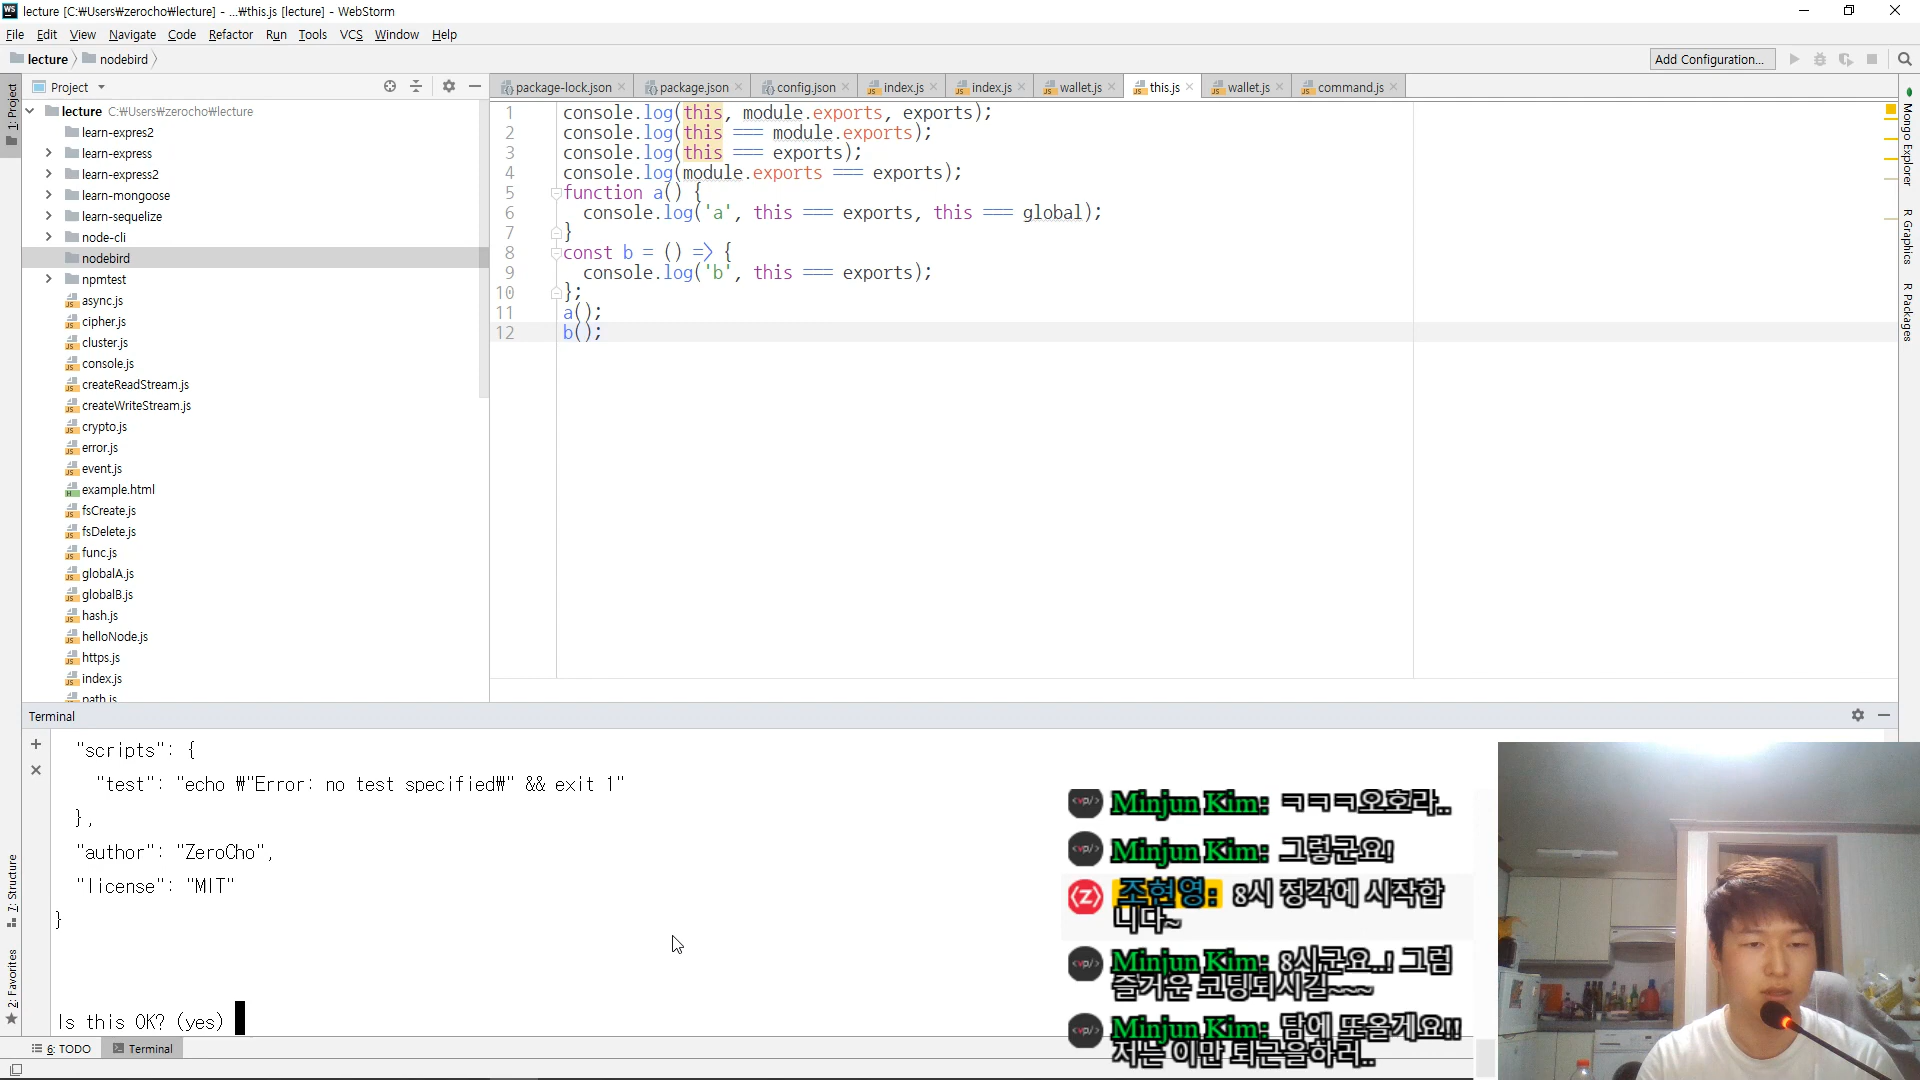 lecture [C:₩Users₩zerocho₩lecture] - ...₩this.js [lecture] - WebStorm
File Edit View Navigate Code Refactor Run Tools VCS Window Help
lecture nodebird Add Configuration...
1: Project
Project
package-lock.json package.json config.json index.js index.js wallet.js this.js wallet.js command.js
lecture C:₩Users₩zerocho₩lecture
learn-expres2
learn-express
learn-express2
learn-mongoose
learn-sequelize
node-cli
nodebird
npmtest
async.js
cipher.js
cluster.js
console.js
createReadStream.js
createWriteStream.js
crypto.js
error.js
event.js
example.html
fsCreate.js
fsDelete.js
func.js
globalA.js
globalB.js
hash.js
helloNode.js
https.js
index.js
path.js
1 console.log(this, module.exports, exports);
2 console.log(this === module.exports);
3 console.log(this === exports);
4 console.log(module.exports === exports);
5 function a() {
6 console.log('a', this === exports, this === global);
7 }
8 const b = () => {
9 console.log('b', this === exports);
10 };
11 a();
12 b();
Mongo Explorer
R Graphics
R Packages
Terminal
"scripts": {
"test": "echo ₩"Error: no test specified₩" && exit 1"
},
"author": "ZeroCho",
"license": "MIT"
}
Is this OK? (yes)
Minjun Kim: ㅋㅋㅋ오호라..
Minjun Kim: 그렇군요!
조현영: 8시 정각에 시작합
니다~
Minjun Kim: 8시군요..! 그럼
즐거운 코딩되시길~~~
Minjun Kim: 담에 또올게요!!
저는 이만 퇴근을하러..
7: Structure
2: Favorites
6: TODO Terminal